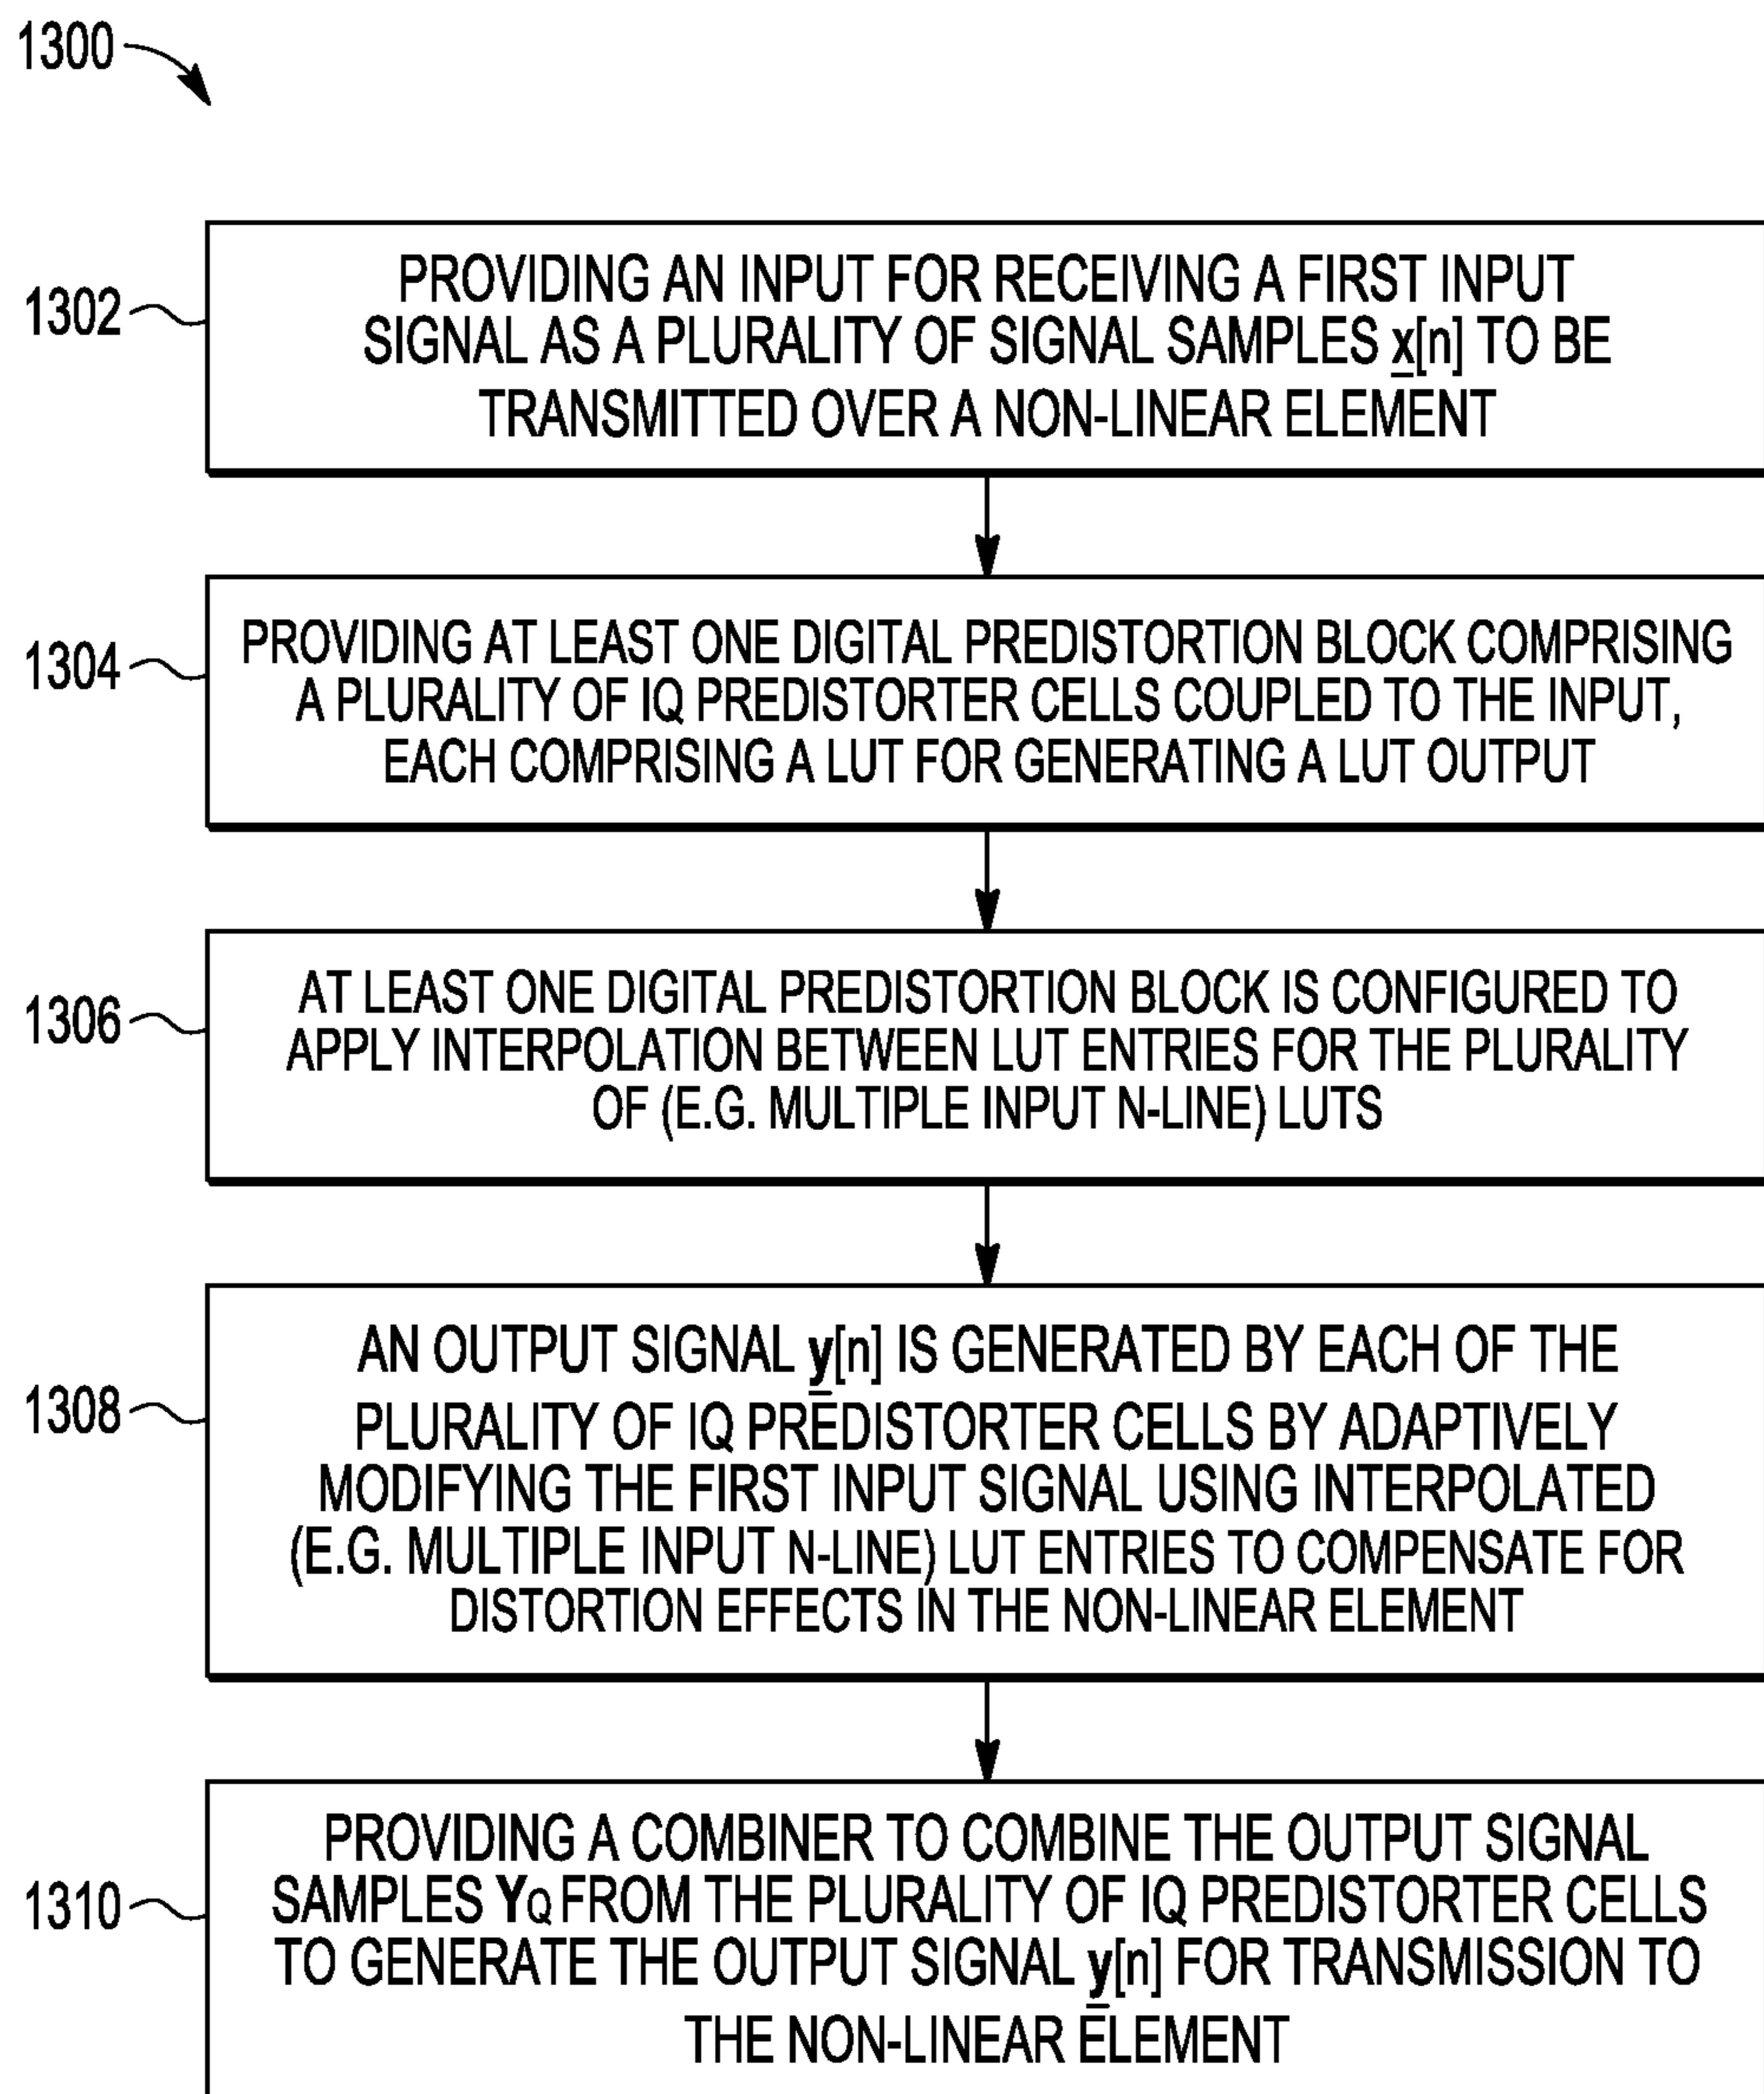 1300
1302
PROVIDING AN INPUT FOR RECEIVING A FIRST INPUT
SIGNAL AS A PLURALITY OF SIGNAL SAMPLES x[n] TO BE
TRANSMITTED OVER A NON-LINEAR ELEMENT
1304
PROVIDING AT LEAST ONE DIGITAL PREDISTORTION BLOCK COMPRISING
A PLURALITY OF IQ PREDISTORTER CELLS COUPLED TO THE INPUT,
EACH COMPRISING A LUT FOR GENERATING A LUT OUTPUT
1306
AT LEAST ONE DIGITAL PREDISTORTION BLOCK IS CONFIGURED TO
APPLY INTERPOLATION BETWEEN LUT ENTRIES FOR THE PLURALITY
OF (E.G. MULTIPLE INPUT N-LINE) LUTS
1308
AN OUTPUT SIGNAL y[n] IS GENERATED BY EACH OF THE
PLURALITY OF IQ PREDISTORTER CELLS BY ADAPTIVELY
MODIFYING THE FIRST INPUT SIGNAL USING INTERPOLATED
(E.G. MULTIPLE INPUT N-LINE) LUT ENTRIES TO COMPENSATE FOR
DISTORTION EFFECTS IN THE NON-LINEAR ELEMENT
1310
PROVIDING A COMBINER TO COMBINE THE OUTPUT SIGNAL
SAMPLES YQ FROM THE PLURALITY OF IQ PREDISTORTER CELLS
TO GENERATE THE OUTPUT SIGNAL y[n] FOR TRANSMISSION TO
THE NON-LINEAR ELEMENT